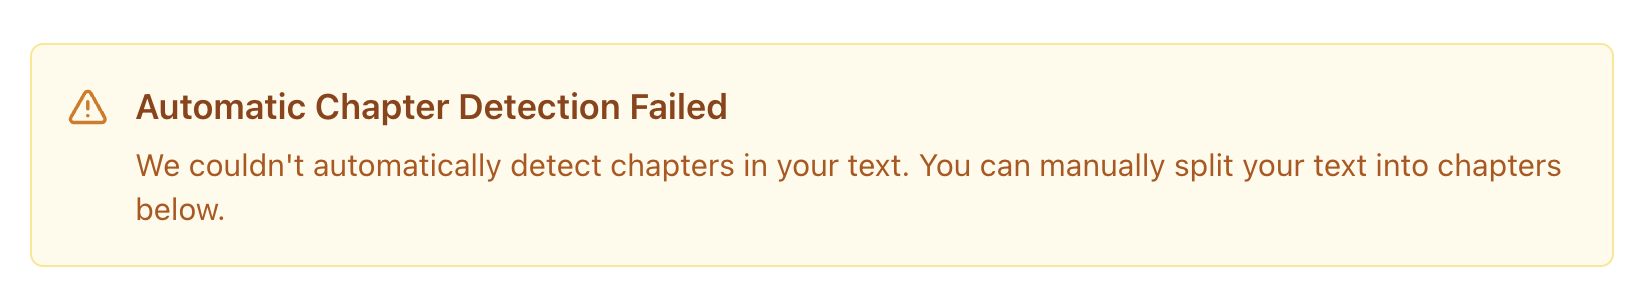 Automatic Chapter Detection Failed
We couldn't automatically detect chapters in your text. You can manually split your text into chapters
below.